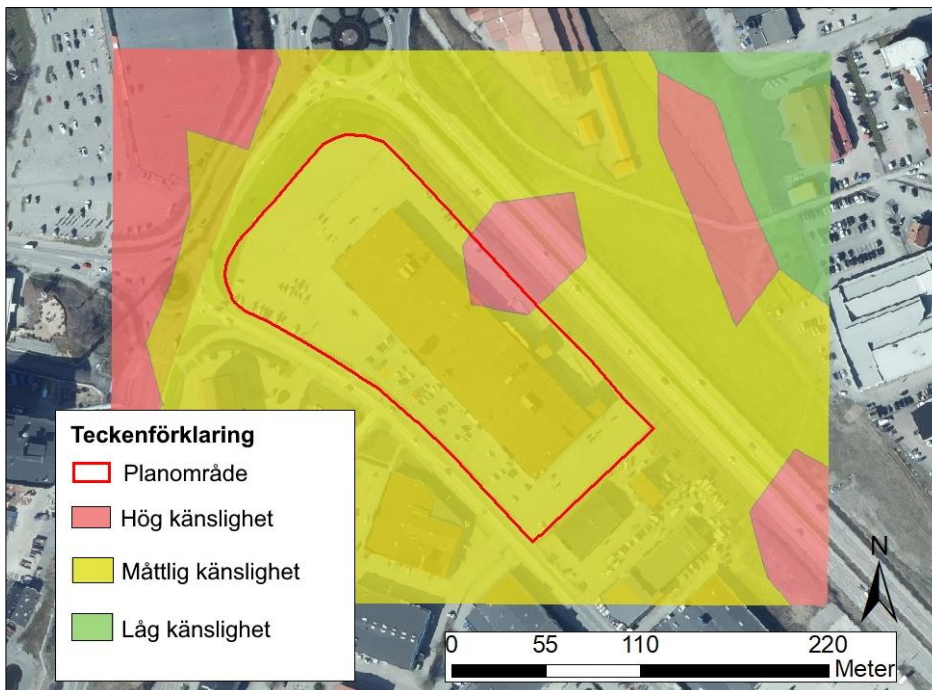 Teckenförklaring
Planområde
Hög känslighet
Måttlig känslighet
Låg känslighet
N
0 55 110 220
Meter